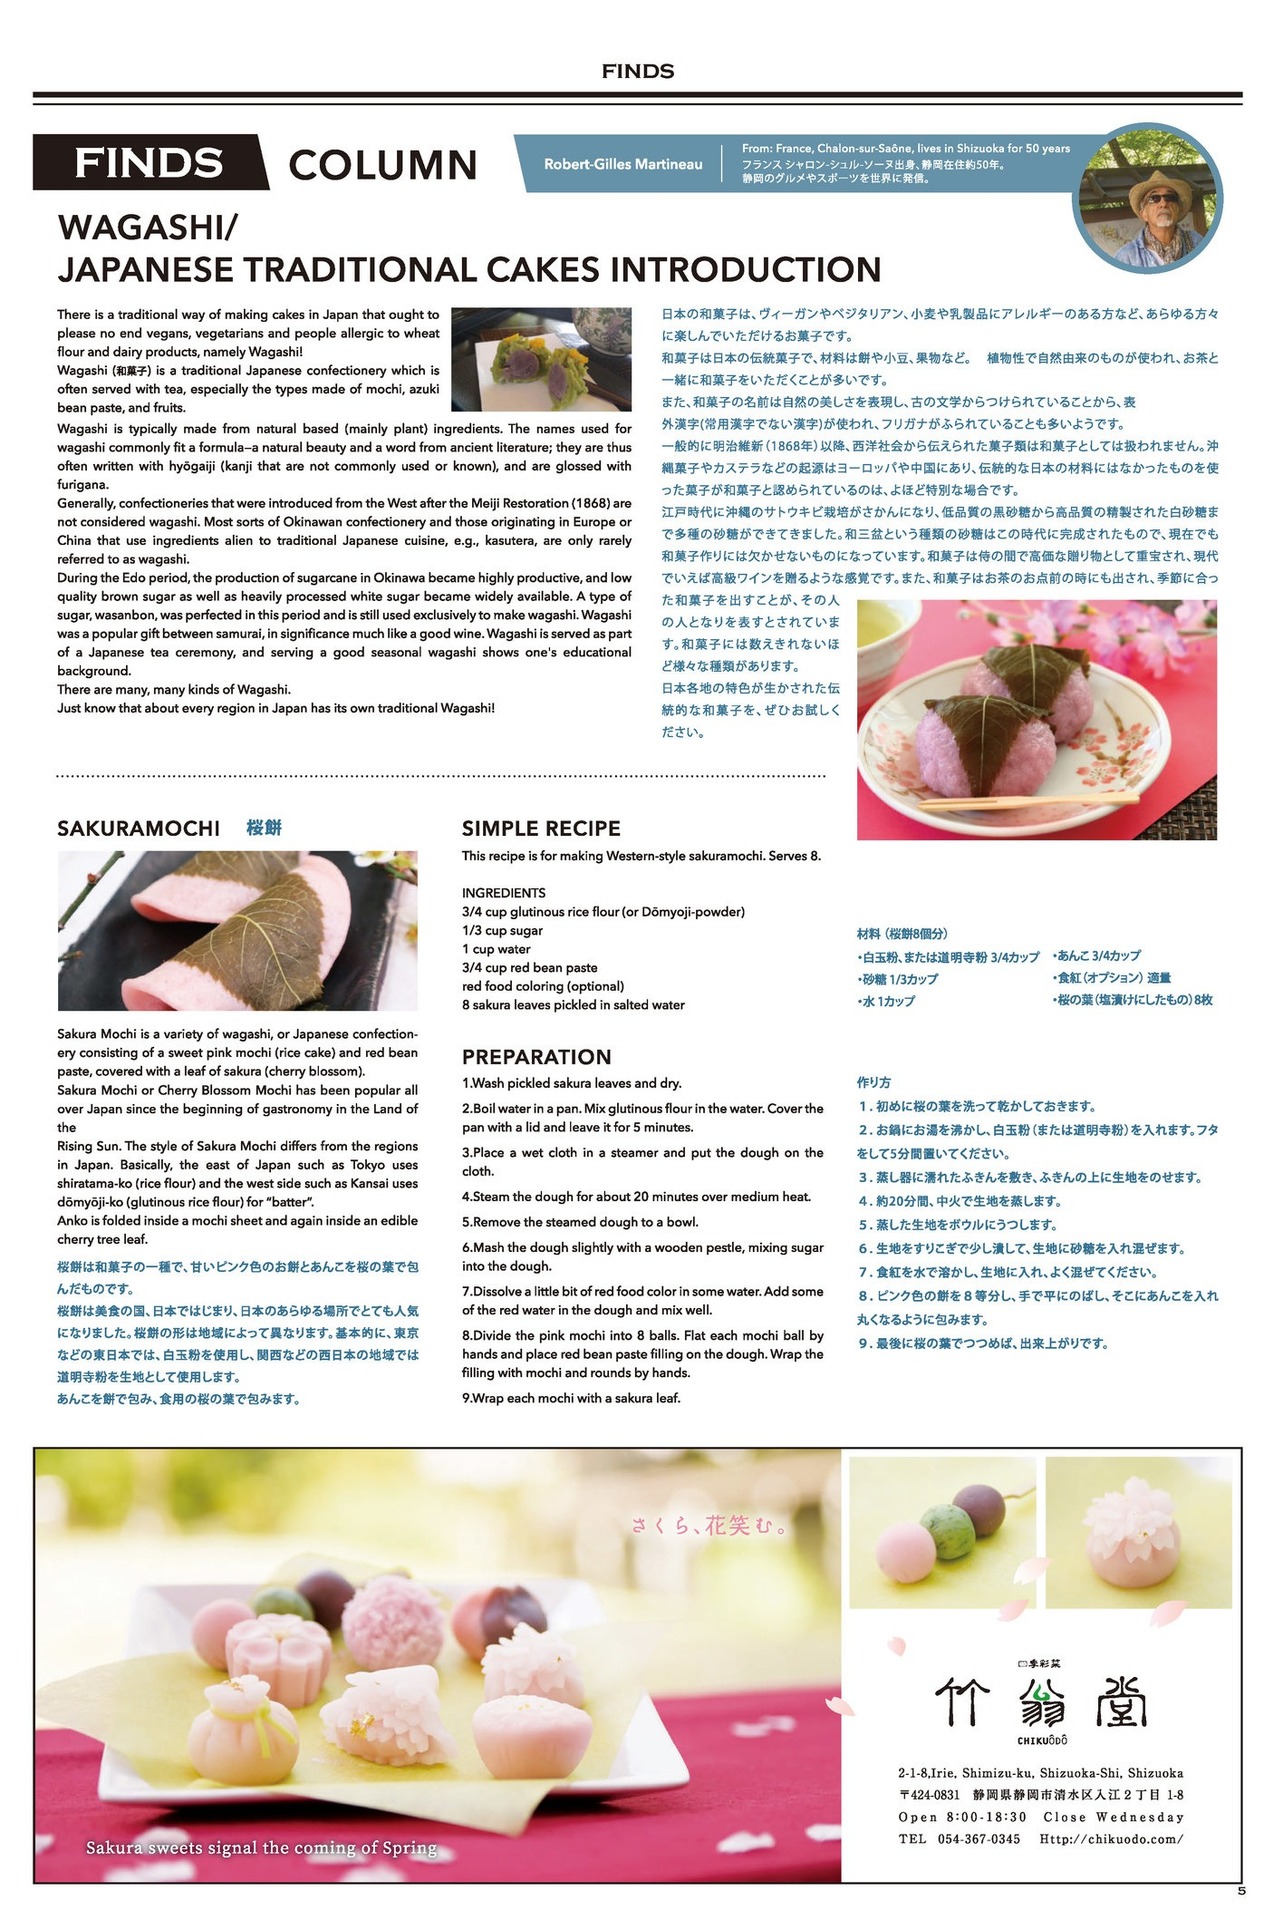 FINDS
FINDS COLUMN
Robert-Gilles Martineau
From: France, Chalon-sur-Saône, lives in Shizuoka for 50 years
フランス シャロン–シュル–ソーヌ出身、静岡在住約50年。
静岡のグルメやスポーツを世界に発信。
WAGASHI/
JAPANESE TRADITIONAL CAKES INTRODUCTION
There is a traditional way of making cakes in Japan that ought to
please no end vegans, vegetarians and people allergic to wheat
flour and dairy products, namely Wagashi!
Wagashi (和菓子) is a traditional Japanese confectionery which is
often served with tea, especially the types made of mochi, azuki
bean paste, and fruits.
Wagashi is typically made from natural based (mainly plant) ingredients. The names used for
wagashi commonly fit a formula—a natural beauty and a word from ancient literature; they are thus
often written with hyōgaiji (kanji that are not commonly used or known), and are glossed with
furigana.
Generally, confectioneries that were introduced from the West after the Meiji Restoration (1868) are
not considered wagashi. Most sorts of Okinawan confectionery and those originating in Europe or
China that use ingredients alien to traditional Japanese cuisine, e.g., kasutera, are only rarely
referred to as wagashi.
During the Edo period, the production of sugarcane in Okinawa became highly productive, and low
quality brown sugar as well as heavily processed white sugar became widely available. A type of
sugar, wasanbon, was perfected in this period and is still used exclusively to make wagashi. Wagashi
was a popular gift between samurai, in significance much like a good wine. Wagashi is served as part
of a Japanese tea ceremony, and serving a good seasonal wagashi shows one's educational
background.
There are many, many kinds of Wagashi.
Just know that about every region in Japan has its own traditional Wagashi!
日本の和菓子は、ヴィーガンやベジタリアン、小麦や乳製品にアレルギーのある方など、あらゆる方々
に楽しんでいただけるお菓子です。
和菓子は日本の伝統菓子で、材料は餅や小豆、果物など。　植物性で自然由来のものが使われ、お茶と
一緒に和菓子をいただくことが多いです。
また、和菓子の名前は自然の美しさを表現し、古の文学からつけられていることから、表
外漢字(常用漢字でない漢字)が使われ、フリガナがふられていることも多いようです。
一般的に明治維新（1868年）以降、西洋社会から伝えられた菓子類は和菓子としては扱われません。沖
縄菓子やカステラなどの起源はヨーロッパや中国にあり、伝統的な日本の材料にはなかったものを使
った菓子が和菓子と認められているのは、よほど特別な場合です。
江戸時代に沖縄のサトウキビ栽培がさかんになり、低品質の黒砂糖から高品質の精製された白砂糖ま
で多種の砂糖ができてきました。和三盆という種類の砂糖はこの時代に完成されたもので、現在でも
和菓子作りには欠かせないものになっています。和菓子は侍の間で高価な贈り物として重宝され、現代
でいえば高級ワインを贈るような感覚です。また、和菓子はお茶のお点前の時にも出され、季節に合っ
た和菓子を出すことが、その人
の人となりを表すとされていま
す。和菓子には数えきれないほ
ど様々な種類があります。
日本各地の特色が生かされた伝
統的な和菓子を、ぜひお試しく
ださい。
SAKURAMOCHI 桜餅
Sakura Mochi is a variety of wagashi, or Japanese confection-
ery consisting of a sweet pink mochi (rice cake) and red bean
paste, covered with a leaf of sakura (cherry blossom).
Sakura Mochi or Cherry Blossom Mochi has been popular all
over Japan since the beginning of gastronomy in the Land of
the
Rising Sun. The style of Sakura Mochi differs from the regions
in Japan. Basically, the east of Japan such as Tokyo uses
shiratama-ko (rice flour) and the west side such as Kansai uses
dōmyōji-ko (glutinous rice flour) for “batter”.
Anko is folded inside a mochi sheet and again inside an edible
cherry tree leaf.
桜餅は和菓子の一種で、甘いピンク色のお餅とあんこを桜の葉で包
んだものです。
桜餅は美食の国、日本ではじまり、日本のあらゆる場所でとても人気
になりました。桜餅の形は地域によって異なります。基本的に、東京
などの東日本では、白玉粉を使用し、関西などの西日本の地域では
道明寺粉を生地として使用します。
あんこを餅で包み、食用の桜の葉で包みます。
SIMPLE RECIPE
This recipe is for making Western-style sakuramochi. Serves 8.
INGREDIENTS
3/4 cup glutinous rice flour (or Dōmyoji-powder)
1/3 cup sugar
1 cup water
3/4 cup red bean paste
red food coloring (optional)
8 sakura leaves pickled in salted water
PREPARATION
1.Wash pickled sakura leaves and dry.
2.Boil water in a pan. Mix glutinous flour in the water. Cover the
pan with a lid and leave it for 5 minutes.
3.Place a wet cloth in a steamer and put the dough on the
cloth.
4.Steam the dough for about 20 minutes over medium heat.
5.Remove the steamed dough to a bowl.
6.Mash the dough slightly with a wooden pestle, mixing sugar
into the dough.
7.Dissolve a little bit of red food color in some water. Add some
of the red water in the dough and mix well.
8.Divide the pink mochi into 8 balls. Flat each mochi ball by
hands and place red bean paste filling on the dough. Wrap the
filling with mochi and rounds by hands.
9.Wrap each mochi with a sakura leaf.
材料（桜餅8個分）
・白玉粉、または道明寺粉 3/4カップ
・砂糖 1/3カップ
・水 1カップ
・あんこ 3/4カップ
・食紅（オプション） 適量
・桜の葉（塩漬けにしたもの）8枚
作り方
１．初めに桜の葉を洗って乾かしておきます。
２．お鍋にお湯を沸かし、白玉粉（または道明寺粉）を入れます。フタ
をして5分間置いてください。
３．蒸し器に濡れたふきんを敷き、ふきんの上に生地をのせます。
４．約20分間、中火で生地を蒸します。
５．蒸した生地をボウルにうつします。
６．生地をすりこぎで少し潰して、生地に砂糖を入れ混ぜます。
７．食紅を水で溶かし、生地に入れ、よく混ぜてください。
８．ピンク色の餅を８等分し、手で平にのばし、そこにあんこを入れ
丸くなるように包みます。
９．最後に桜の葉でつつめば、出来上がりです。
さくら、花笑む。
Sakura sweets signal the coming of Spring
四季彩菓
竹翁堂
CHIKUŌDŌ
2-1-8,Irie, Shimizu-ku, Shizuoka-Shi, Shizuoka
〒424-0831　静岡県静岡市清水区入江２丁目 1-8
Open 8:00-18:30　Close Wednesday
TEL 054-367-0345　Http://chikuodo.com/
5